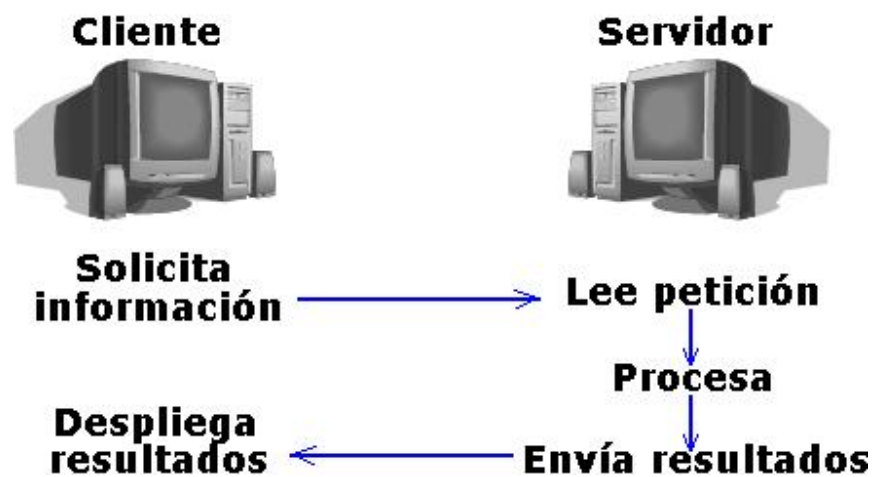 Cliente
Servidor
Solicita
información
Lee petición
Procesa
Envía resultados
Despliega
resultados